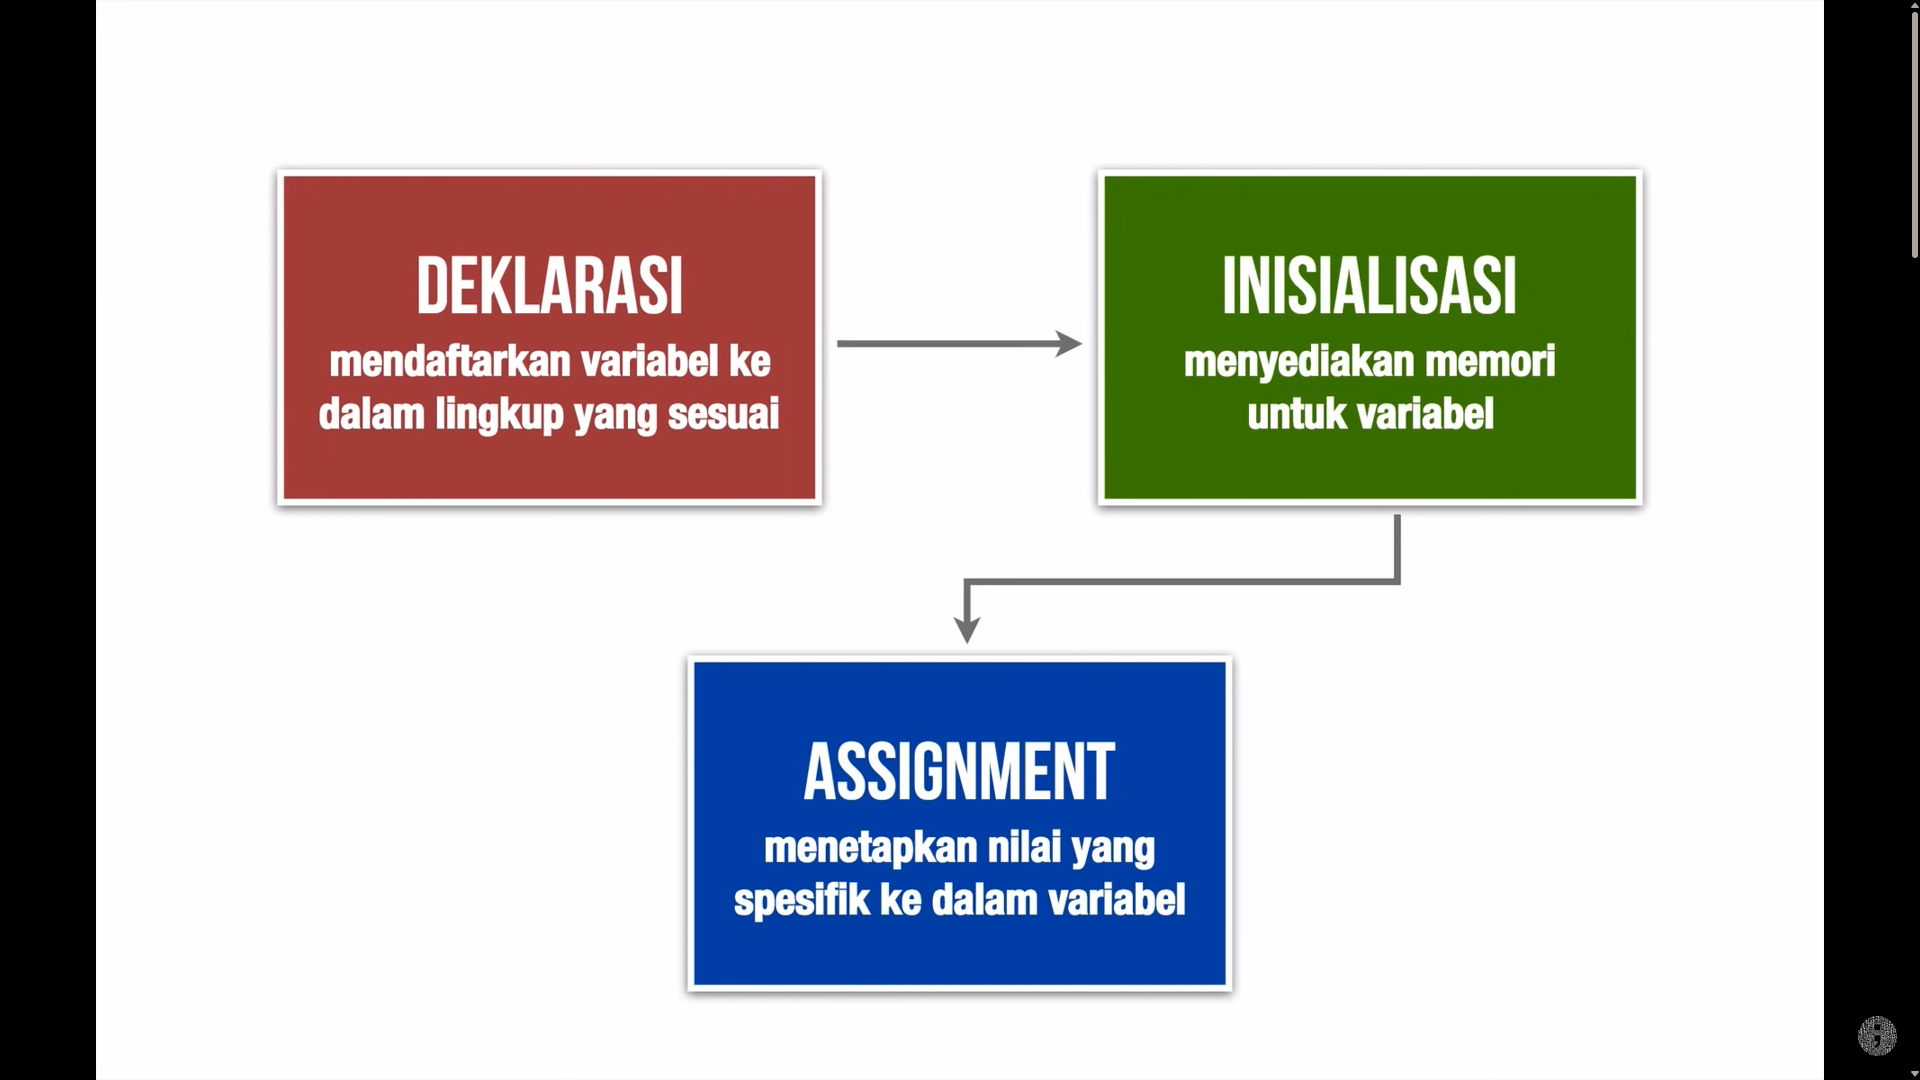 DEKLARASI
mendaftarkan variabel ke
dalam lingkup yang sesuai
INISIALISASI
menyediakan memori
untuk variabel
ASSIGNMENT
menetapkan nilai yang
spesifik ke dalam variabel